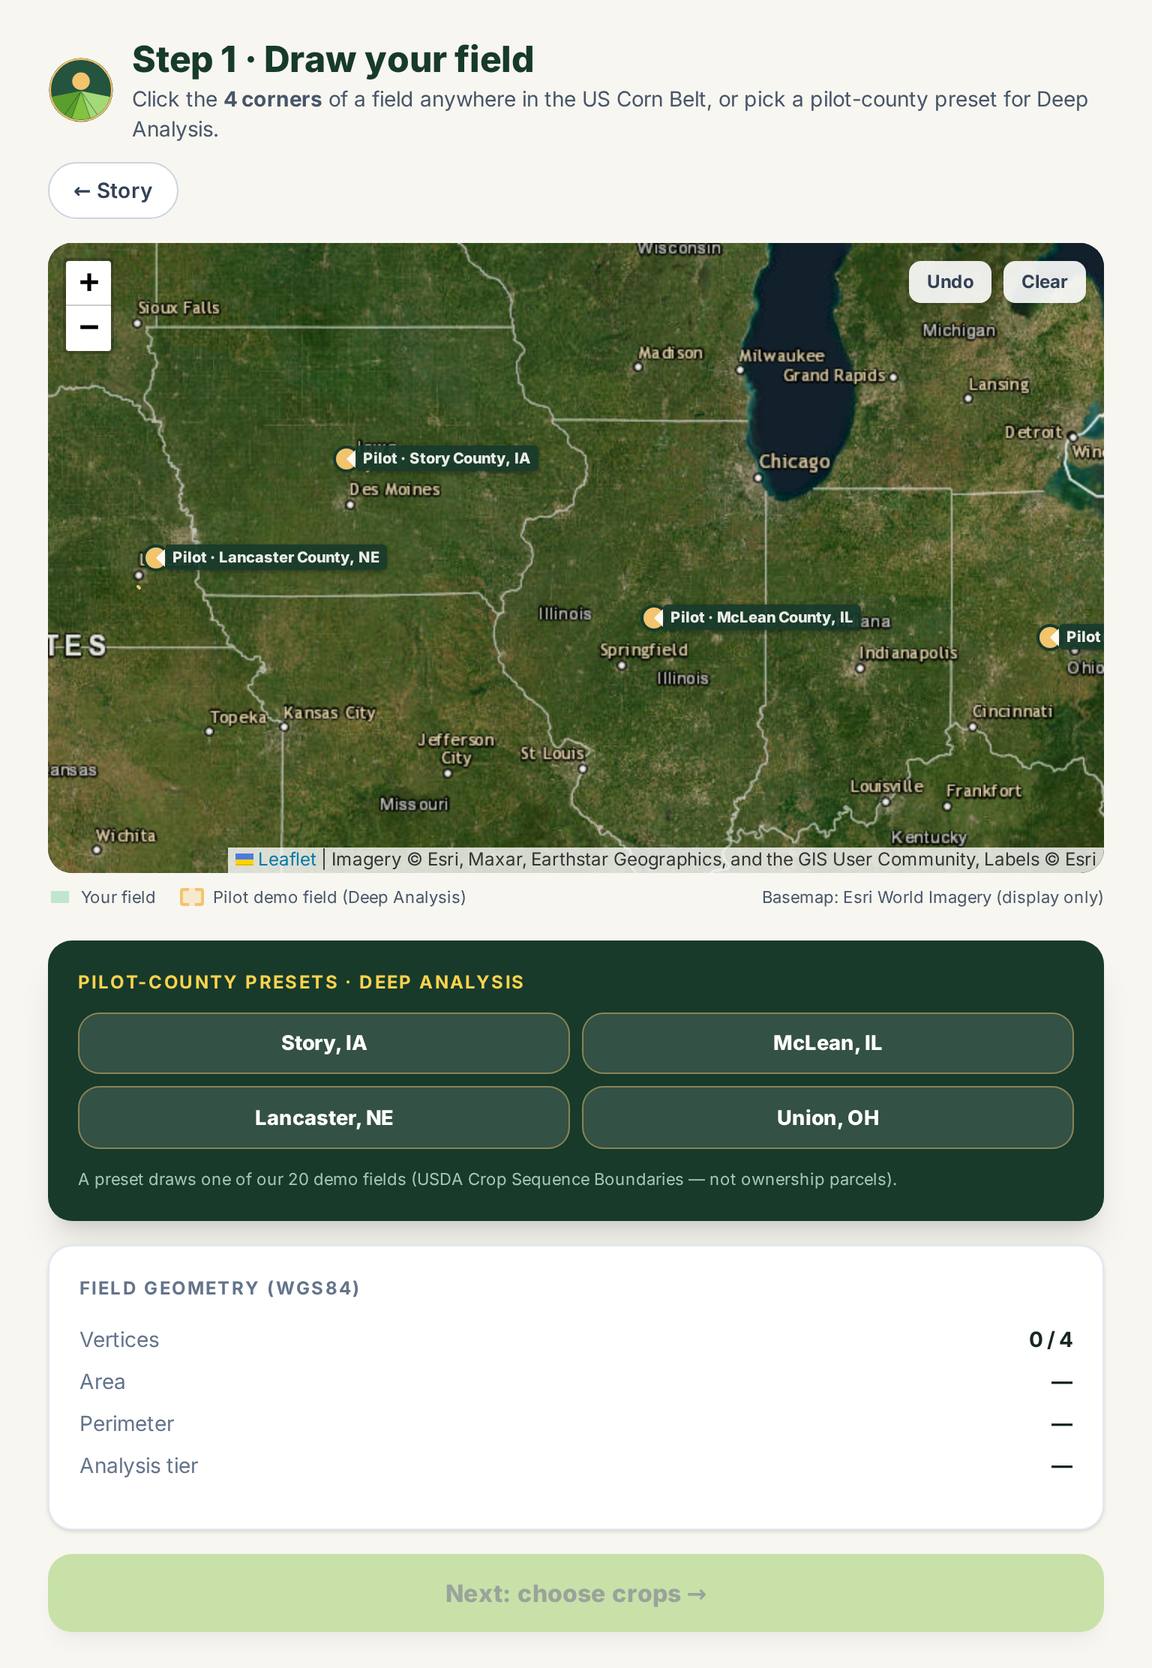 Step 1 · Draw your field
Click the 4 corners of a field anywhere in the US Corn Belt, or pick a pilot-county preset for Deep
Analysis.
← Story
+
−
Undo
Clear
Wisconsin
Sioux Falls
Michigan
Madison
Milwaukee
Grand Rapids
Lansing
Detroit
Wind
Pilot · Story County, IA
Chicago
Des Moines
Pilot · Lancaster County, NE
Illinois
Pilot · McLean County, IL
ana
Pilot
TES
Springfield
Indianapolis
Ohio
Illinois
Topeka
Kansas City
Cincinnati
Jefferson
City
St Louis
ansas
Missouri
Louisville
Frankfort
Wichita
Kentucky
Leaflet | Imagery © Esri, Maxar, Earthstar Geographics, and the GIS User Community, Labels © Esri
Your field
Pilot demo field (Deep Analysis)
Basemap: Esri World Imagery (display only)
PILOT-COUNTY PRESETS · DEEP ANALYSIS
Story, IA
McLean, IL
Lancaster, NE
Union, OH
A preset draws one of our 20 demo fields (USDA Crop Sequence Boundaries — not ownership parcels).
FIELD GEOMETRY (WGS84)
Vertices 0 / 4
Area —
Perimeter —
Analysis tier —
Next: choose crops →